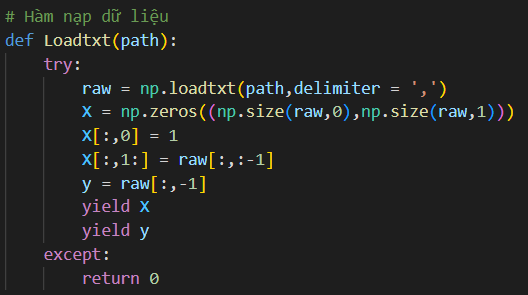 # Hàm nạp dữ liệu
def Loadtxt(path):
    try:
        raw = np.loadtxt(path,delimiter = ',')
        X = np.zeros((np.size(raw,0),np.size(raw,1)))
        X[:,0] = 1
        X[:,1:] = raw[:,:-1]
        y = raw[:,-1]
        yield X
        yield y
    except:
        return 0